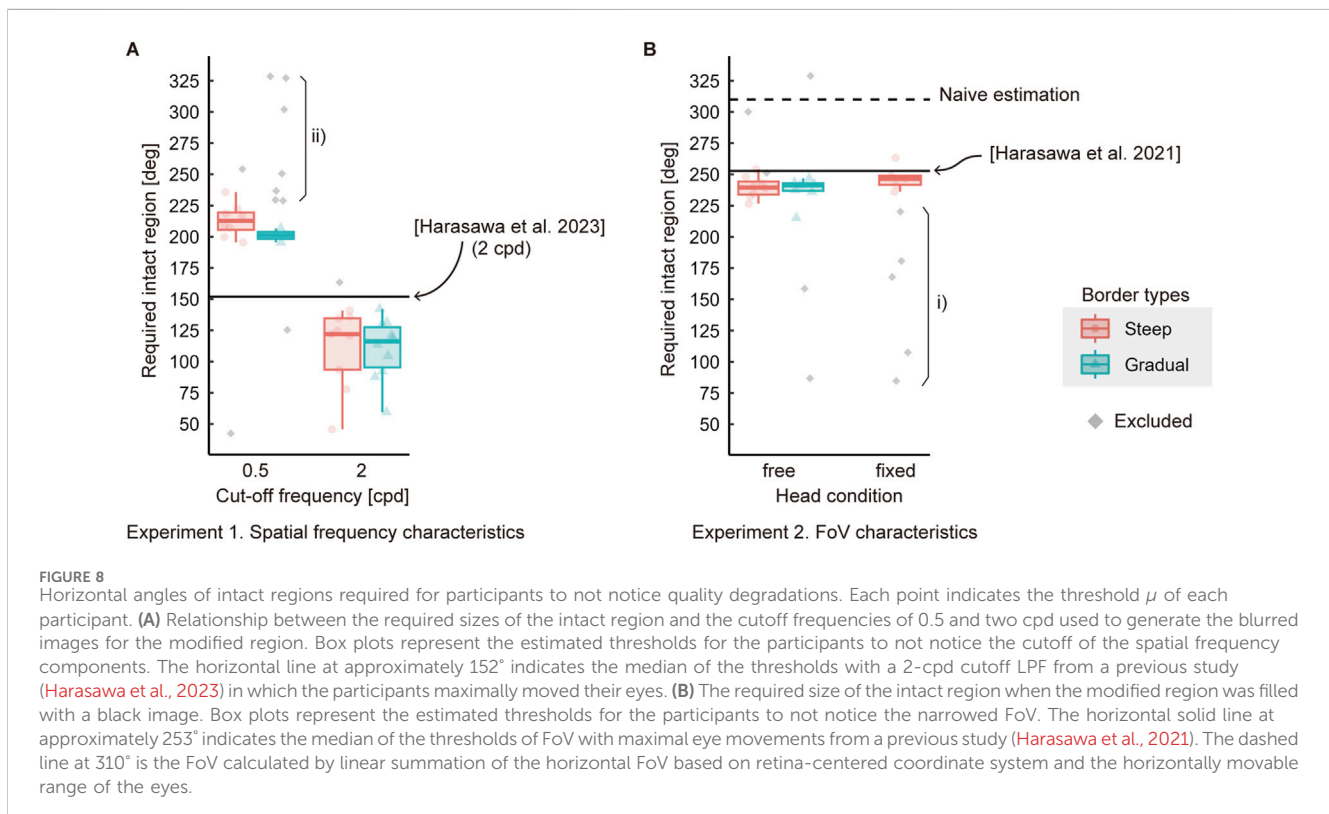 A
Required intact region [deg]
325
300
275
250
225
200
175
150
125
100
75
50
ii)
[Harasawa et al. 2023]
(2 cpd)
0.5
2
Cut-off frequency [cpd]
Experiment 1. Spatial frequency characteristics
B
Required intact region [deg]
325
300
275
250
225
200
175
150
125
100
75
50
Naive estimation
[Harasawa et al. 2021]
i)
free
fixed
Head condition
Experiment 2. FoV characteristics
Border types
Steep
Gradual
Excluded
FIGURE 8
Horizontal angles of intact regions required for participants to not notice quality degradations. Each point indicates the threshold μ of each
participant. (A) Relationship between the required sizes of the intact region and the cutoff frequencies of 0.5 and two cpd used to generate the blurred
images for the modified region. Box plots represent the estimated thresholds for the participants to not notice the cutoff of the spatial frequency
components. The horizontal line at approximately 152° indicates the median of the thresholds with a 2-cpd cutoff LPF from a previous study
(Harasawa et al., 2023) in which the participants maximally moved their eyes. (B) The required size of the intact region when the modified region was filled
with a black image. Box plots represent the estimated thresholds for the participants to not notice the narrowed FoV. The horizontal solid line at
approximately 253° indicates the median of the thresholds of FoV with maximal eye movements from a previous study (Harasawa et al., 2021). The dashed
line at 310° is the FoV calculated by linear summation of the horizontal FoV based on retina-centered coordinate system and the horizontally movable
range of the eyes.